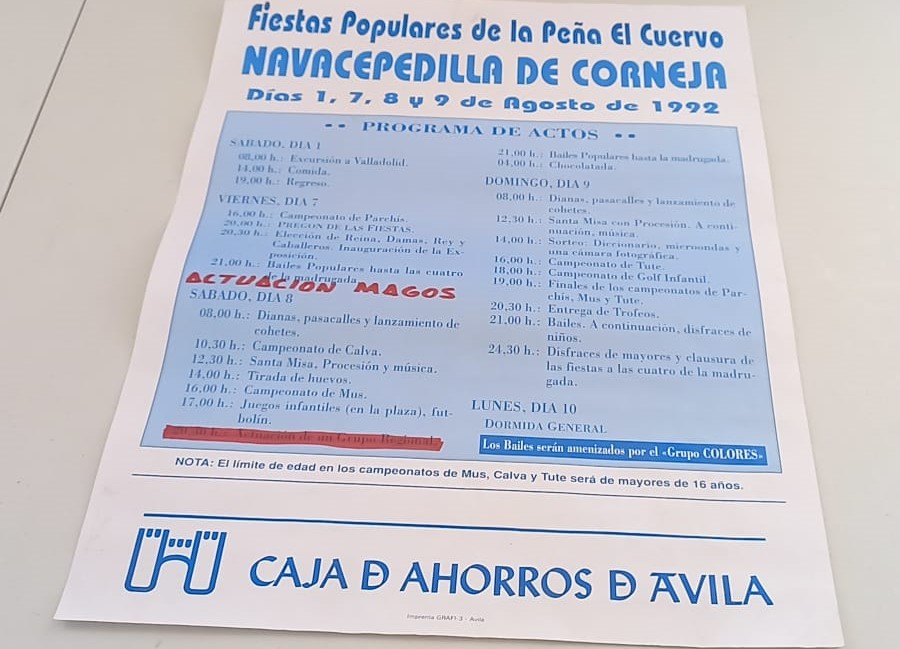 Fiestas Populares de la Peña El Cuervo
NAVACEPEDILLA DE CORNEJA
Días 1, 7, 8 y 9 de Agosto de 1992
•• PROGRAMA DE ACTOS ••
SABADO, DIA 1
08,00 h.: Excursión a Valladolid.
14,00 h.: Comida.
19,00 h.: Regreso.
VIERNES, DIA 7
16,00 h.: Campeonato de Parchís.
20,00 h.: PREGON DE LAS FIESTAS.
20,30 h.: Elección de Reina, Damas, Rey y
Caballeros. Inauguración de la Ex-
posición.
21,00 h.: Bailes Populares hasta las cuatro
de la madrugada.
ACTUACION MAGOS
SABADO, DIA 8
08,00 h.: Dianas, pasacalles y lanzamiento de
cohetes.
10,30 h.: Campeonato de Calva.
12,30 h.: Santa Misa, Procesión y música.
14,00 h.: Tirada de huevos.
16,00 h.: Campeonato de Mus.
17,00 h.: Juegos infantiles (en la plaza), fut-
bolín.
20,30 h.: Actuación de un Grupo Regional.
21,00 h.: Bailes Populares hasta la madrugada.
04,00 h.: Chocolatada.
DOMINGO, DIA 9
08,00 h.: Dianas, pasacalles y lanzamiento de
cohetes.
12,30 h.: Santa Misa con Procesión. A conti-
nuación, música.
14,00 h.: Sorteo: Diccionario, microondas y
una cámara fotográfica.
16,00 h.: Campeonato de Tute.
18,00 h.: Campeonato de Golf Infantil.
19,00 h.: Finales de los campeonatos de Par-
chís, Mus y Tute.
20,30 h.: Entrega de Trofeos.
21,00 h.: Bailes. A continuación, disfraces de
niños.
24,30 h.: Disfraces de mayores y clausura de
las fiestas a las cuatro de la madru-
gada.
LUNES, DIA 10
DORMIDA GENERAL
Los Bailes serán amenizados por el «Grupo COLORES»
NOTA: El límite de edad en los campeonatos de Mus, Calva y Tute será de mayores de 16 años.
CAJA D AHORROS D AVILA
Imprenta GRAFI-3 - Avila